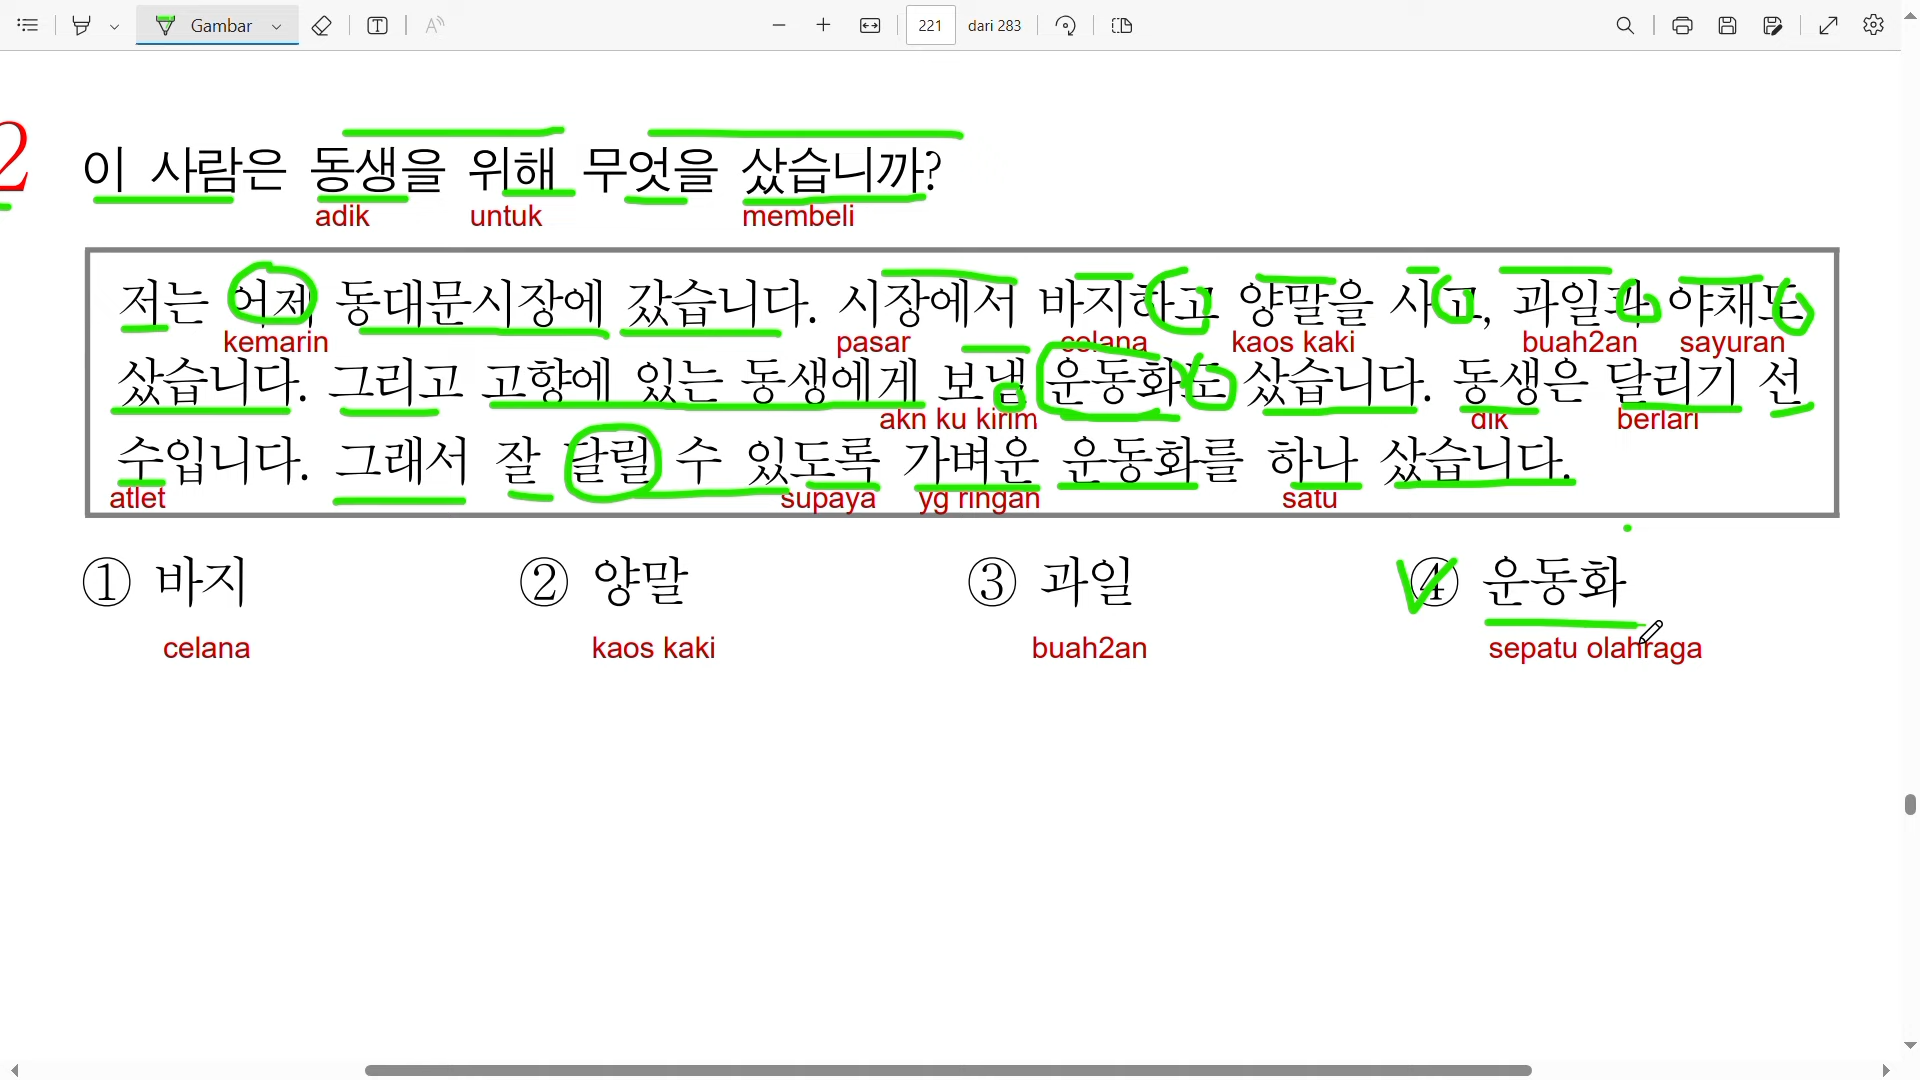 Gambar
221 dari 283
2
이 사람은 동생을 위해 무엇을 샀습니까?
adik untuk membeli
저는 어제 동대문시장에 갔습니다. 시장에서 바지하고 양말을 사고, 과일과 야채도
kemarin pasar celana kaos kaki buah2an sayuran
샀습니다. 그리고 고향에 있는 동생에게 보낼 운동화도 샀습니다. 동생은 달리기 선
akn ku kirim dik berlari
수입니다. 그래서 잘 달릴 수 있도록 가벼운 운동화를 하나 샀습니다.
atlet supaya yg ringan satu
① 바지 ② 양말 ③ 과일 ④ 운동화
celana kaos kaki buah2an sepatu olahraga